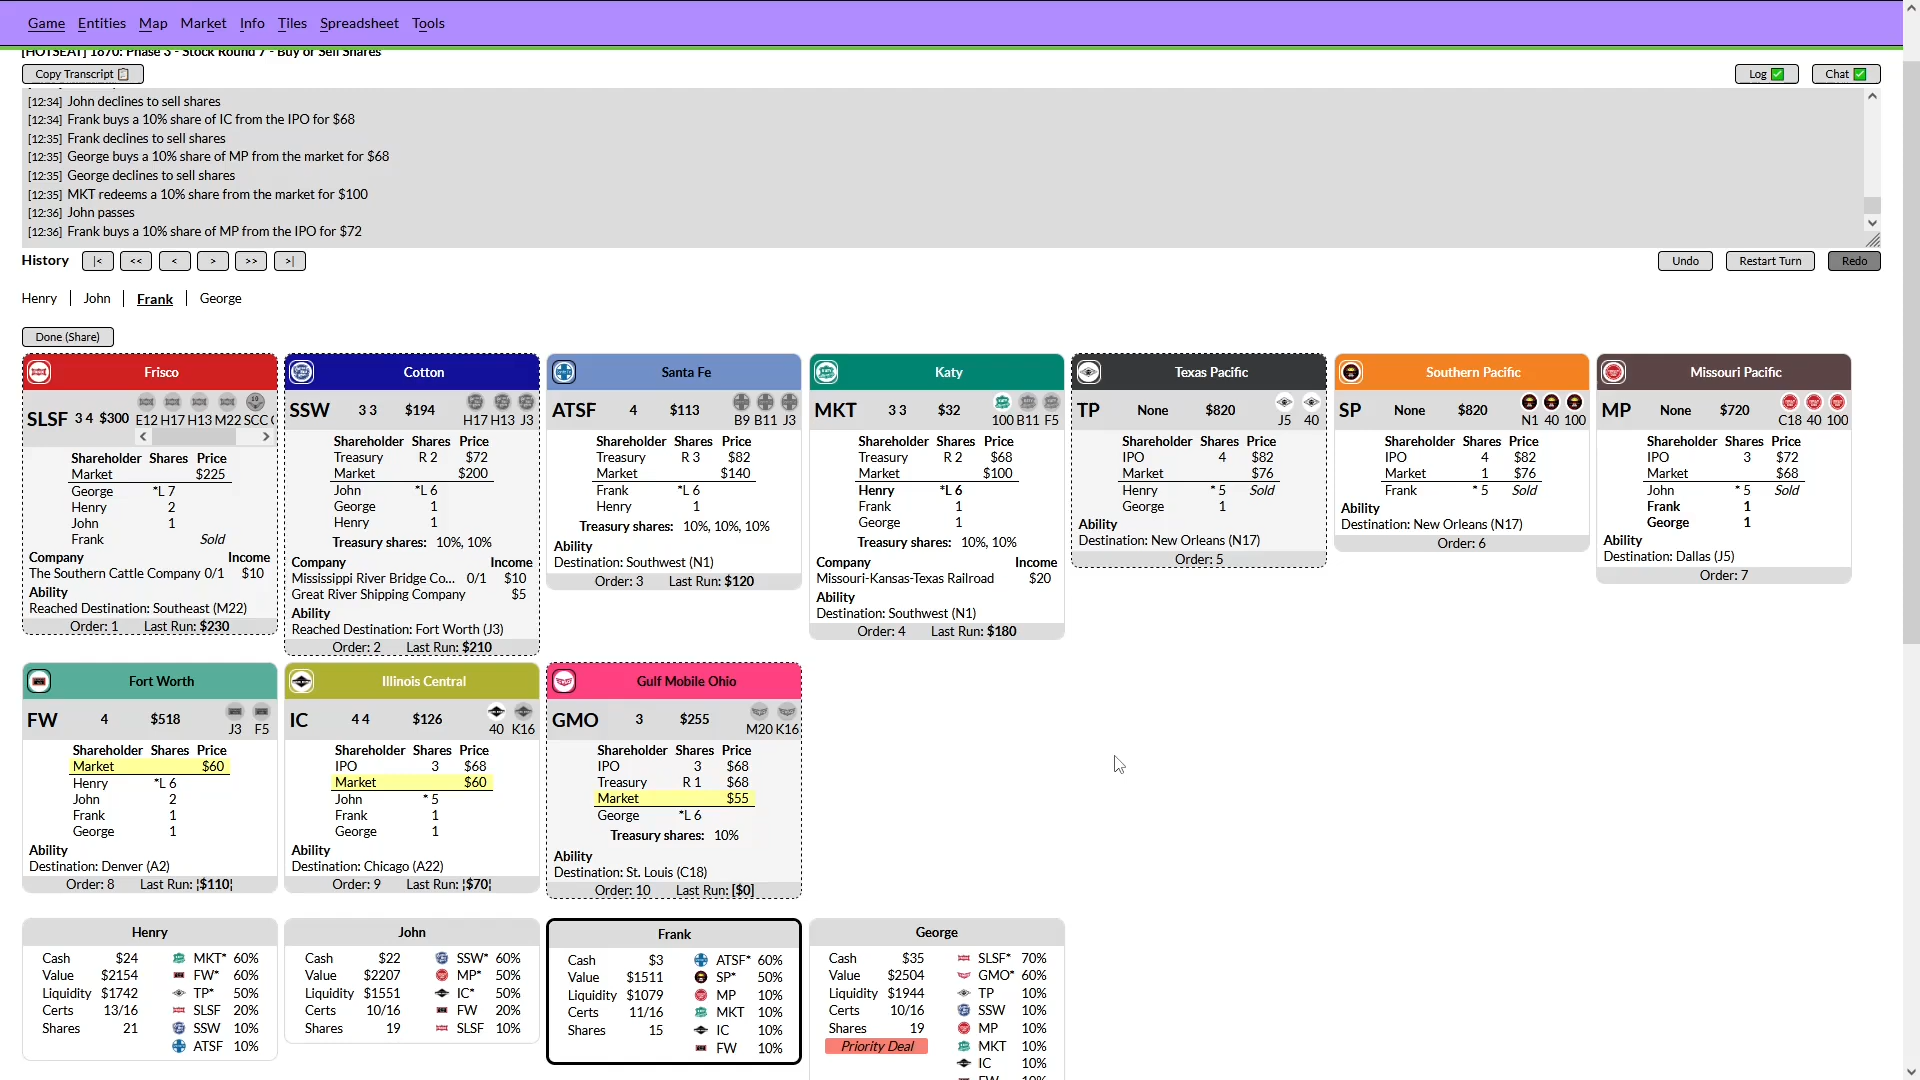 Game Entities Map Market Info Tiles Spreadsheet Tools
[HOTSEAT] 1870: Phase 3 - Stock Round 7 - Buy or Sell Shares
Copy Transcript
Log
Chat
[12:34] John declines to sell shares
[12:34] Frank buys a 10% share of IC from the IPO for $68
[12:35] Frank declines to sell shares
[12:35] George buys a 10% share of MP from the market for $68
[12:35] George declines to sell shares
[12:35] MKT redeems a 10% share from the market for $100
[12:36] John passes
[12:36] Frank buys a 10% share of MP from the IPO for $72
History |< << < > >> >|
Undo Restart Turn Redo
Henry John Frank George
Done (Share)
Frisco
SLSF 3 4 $300 E12 H17 H13 M22 SCC
Shareholder Shares Price
Market $225
George *L 7
Henry 2
John 1
Frank Sold
Company Income
The Southern Cattle Company 0/1 $10
Ability
Reached Destination: Southeast (M22)
Order: 1 Last Run: $230
Cotton
SSW 3 3 $194 H17 H13 J3
Shareholder Shares Price
Treasury R 2 $72
Market $200
John *L 6
George 1
Henry 1
Treasury shares: 10%, 10%
Company Income
Mississippi River Bridge Co... 0/1 $10
Great River Shipping Company $5
Ability
Reached Destination: Fort Worth (J3)
Order: 2 Last Run: $210
Santa Fe
ATSF 4 $113 B9 B11 J3
Shareholder Shares Price
Treasury R 3 $82
Market $140
Frank *L 6
Henry 1
Treasury shares: 10%, 10%, 10%
Ability
Destination: Southwest (N1)
Order: 3 Last Run: $120
Katy
MKT 3 3 $32 100 B11 F5
Shareholder Shares Price
Treasury R 2 $68
Market $100
Henry *L 6
Frank 1
George 1
Treasury shares: 10%, 10%
Company Income
Missouri-Kansas-Texas Railroad $20
Ability
Destination: Southwest (N1)
Order: 4 Last Run: $180
Texas Pacific
TP None $820 J5 40
Shareholder Shares Price
IPO 4 $82
Market $76
Henry * 5 Sold
George 1
Ability
Destination: New Orleans (N17)
Order: 5
Southern Pacific
SP None $820 N1 40 100
Shareholder Shares Price
IPO 4 $82
Market 1 $76
Frank * 5 Sold
Ability
Destination: New Orleans (N17)
Order: 6
Missouri Pacific
MP None $720 C18 40 100
Shareholder Shares Price
IPO 3 $72
Market $68
John * 5 Sold
Frank 1
George 1
Ability
Destination: Dallas (J5)
Order: 7
Fort Worth
FW 4 $518 J3 F5
Shareholder Shares Price
Market $60
Henry *L 6
John 2
Frank 1
George 1
Ability
Destination: Denver (A2)
Order: 8 Last Run: ¦$110¦
Illinois Central
IC 4 4 $126 40 K16
Shareholder Shares Price
IPO 3 $68
Market $60
John * 5
Frank 1
George 1
Ability
Destination: Chicago (A22)
Order: 9 Last Run: ¦$70¦
Gulf Mobile Ohio
GMO 3 $255 M20 K16
Shareholder Shares Price
IPO 3 $68
Treasury R 1 $68
Market $55
George *L 6
Treasury shares: 10%
Ability
Destination: St. Louis (C18)
Order: 10 Last Run: [$0]
Henry
Cash $24 MKT* 60%
Value $2154 FW* 60%
Liquidity $1742 TP* 50%
Certs 13/16 SLSF 20%
Shares 21 SSW 10%
ATSF 10%
John
Cash $22 SSW* 60%
Value $2207 MP* 50%
Liquidity $1551 IC* 50%
Certs 10/16 FW 20%
Shares 19 SLSF 10%
Frank
Cash $3 ATSF* 60%
Value $1511 SP* 50%
Liquidity $1079 MP 10%
Certs 11/16 MKT 10%
Shares 15 IC 10%
FW 10%
George
Cash $35 SLSF* 70%
Value $2504 GMO* 60%
Liquidity $1944 TP 10%
Certs 10/16 SSW 10%
Shares 19 MP 10%
Priority Deal MKT 10%
IC 10%
FW 10%